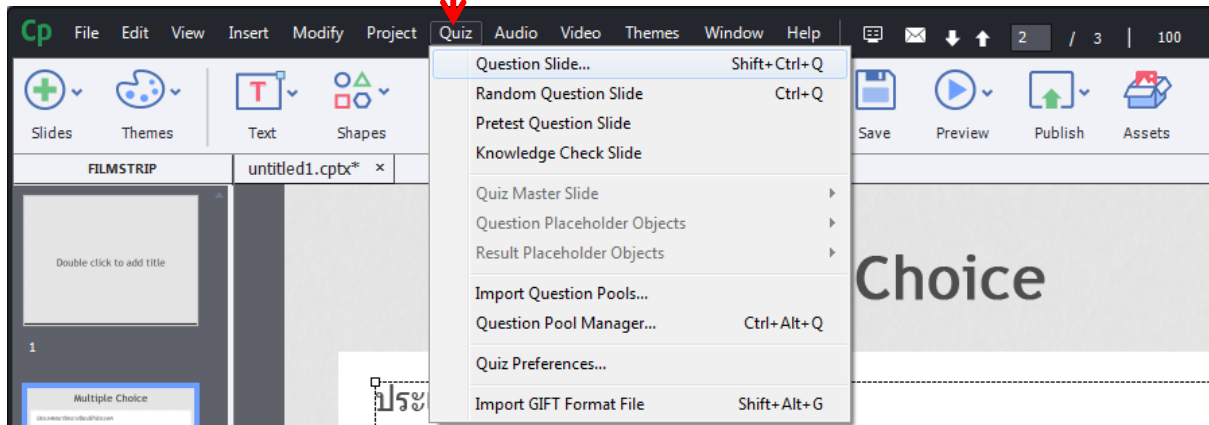 Cp File Edit View Insert Modify Project Quiz Audio Video Themes Window Help 2 / 3 | 100
Question Slide... Shift+Ctrl+Q
Random Question Slide Ctrl+Q
Pretest Question Slide
Knowledge Check Slide
Quiz Master Slide
Question Placeholder Objects
Result Placeholder Objects
Import Question Pools...
Question Pool Manager... Ctrl+Alt+Q
Quiz Preferences...
Import GIFT Format File Shift+Alt+G
Slides Themes Text Shapes Save Preview Publish Assets
FILMSTRIP untitled1.cptx* ×
Double click to add title
1
Multiple Choice
Choice